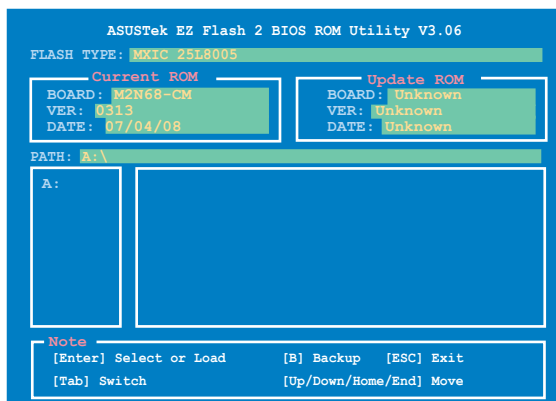 ASUSTek EZ Flash 2 BIOS ROM Utility V3.06
FLASH TYPE: MXIC 25L8005
Current ROM
BOARD: M2N68-CM
VER: 0313
DATE: 07/04/08
Update ROM
BOARD: Unknown
VER: Unknown
DATE: Unknown
PATH: A:\
A:
Note
[Enter] Select or Load [B] Backup [ESC] Exit
[Tab] Switch [Up/Down/Home/End] Move